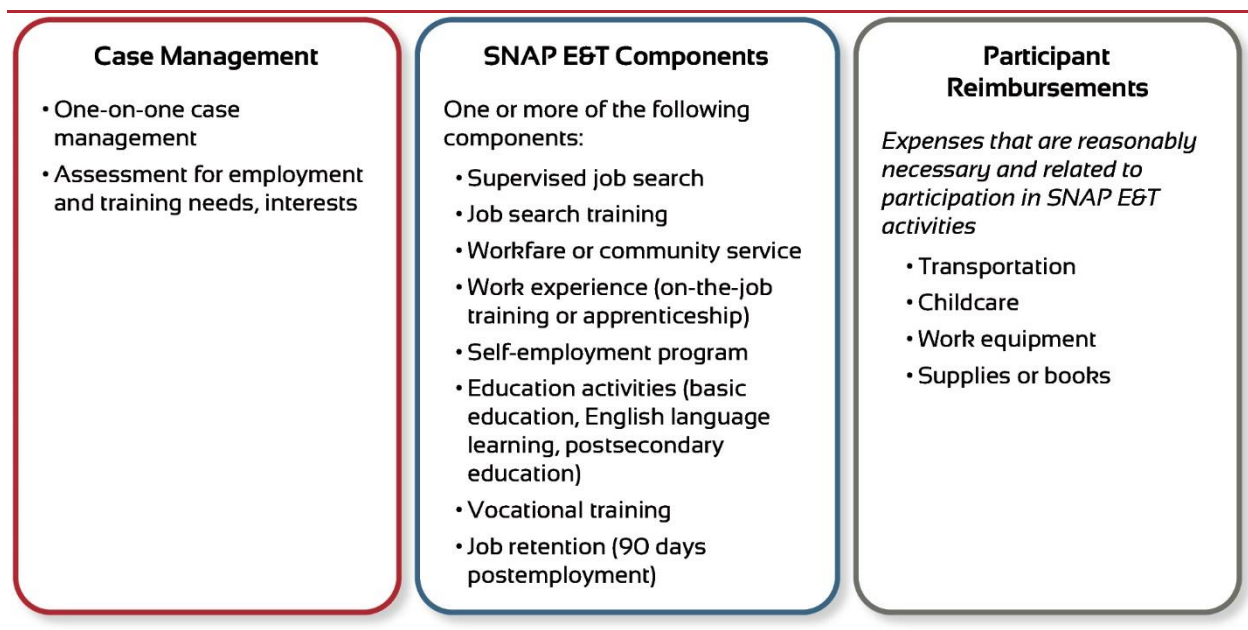 Case Management
• One-on-one case
management
• Assessment for employment
and training needs, interests
SNAP E&T Components
One or more of the following
components:
• Supervised job search
• Job search training
• Workfare or community service
• Work experience (on-the-job
training or apprenticeship)
• Self-employment program
• Education activities (basic
education, English language
learning, postsecondary
education)
• Vocational training
• Job retention (90 days
postemployment)
Participant
Reimbursements
Expenses that are reasonably
necessary and related to
participation in SNAP E&T
activities
• Transportation
• Childcare
• Work equipment
• Supplies or books